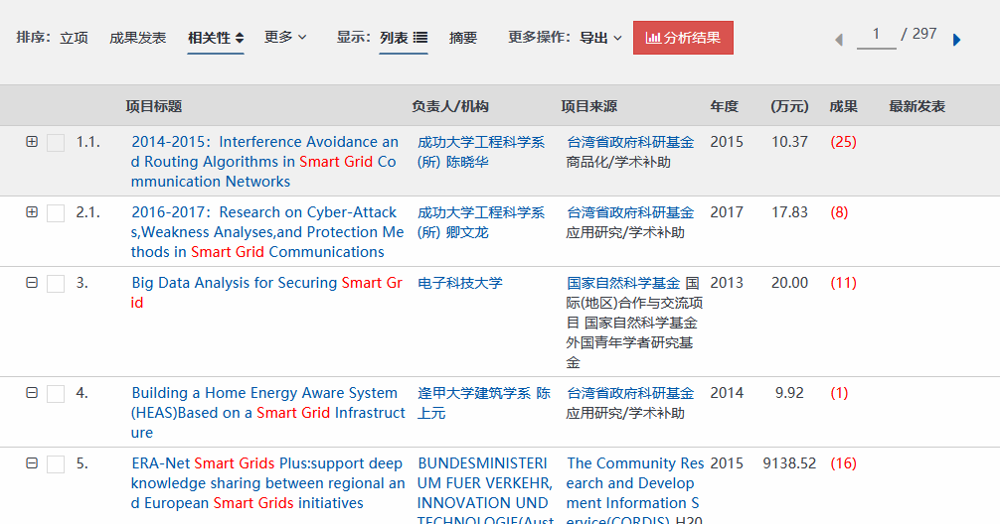 排序： 立项 成果发表 相关性 更多 显示： 列表 摘要 更多操作： 导出 分析结果 1 / 297
项目标题 负责人/机构 项目来源 年度 (万元) 成果 最新发表
1.1. 2014-2015：Interference Avoidance an 成功大学工程科学系 台湾省政府科研基金 2015 10.37 (25)
d Routing Algorithms in Smart Grid Co (所) 陈晓华 商品化/学术补助
mmunication Networks
2.1. 2016-2017：Research on Cyber-Attack 成功大学工程科学系 台湾省政府科研基金 2017 17.83 (8)
s,Weakness Analyses,and Protection Me (所) 卿文龙 应用研究/学术补助
thods in Smart Grid Communications
3. Big Data Analysis for Securing Smart Gr 电子科技大学 国家自然科学基金 国 2013 20.00 (11)
id 际(地区)合作与交流项
目 国家自然科学基金
外国青年学者研究基
金
4. Building a Home Energy Aware System 逢甲大学建筑学系 陈 台湾省政府科研基金 2014 9.92 (1)
(HEAS)Based on a Smart Grid Infrastruct 上元 应用研究/学术补助
ure
5. ERA-Net Smart Grids Plus:support deep BUNDESMINISTERI The Community Res 2015 9138.52 (16)
knowledge sharing between regional an UM FUER VERKEHR, earch and Develop
d European Smart Grids initiatives INNOVATION UND ment Information S
TECHNOLOGIE(Aust ervice(CORDIS) H20